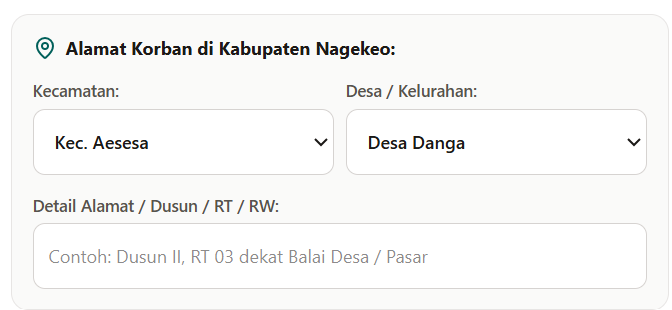 Alamat Korban di Kabupaten Nagekeo:
Kecamatan: Desa / Kelurahan:
Kec. Aesesa Desa Danga
Detail Alamat / Dusun / RT / RW:
Contoh: Dusun II, RT 03 dekat Balai Desa / Pasar